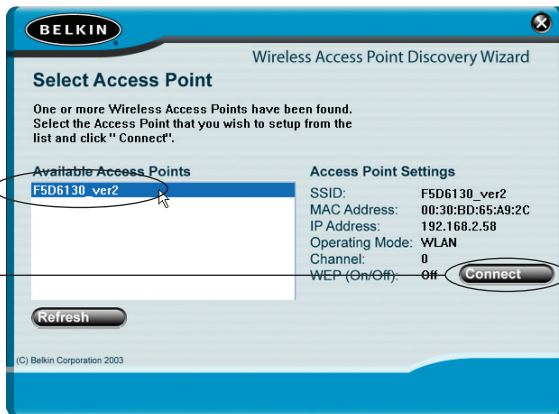 BELKIN
Wireless Access Point Discovery Wizard
Select Access Point
One or more Wireless Access Points have been found.
Select the Access Point that you wish to setup from the
list and click " Connect".
Available Access Points
F5D6130_ver2
Access Point Settings
SSID: F5D6130_ver2
MAC Address: 00:30:BD:65:A9:2C
IP Address: 192.168.2.58
Operating Mode: WLAN
Channel: 0
WEP (On/Off): Off
Connect
Refresh
(C) Belkin Corporation 2003